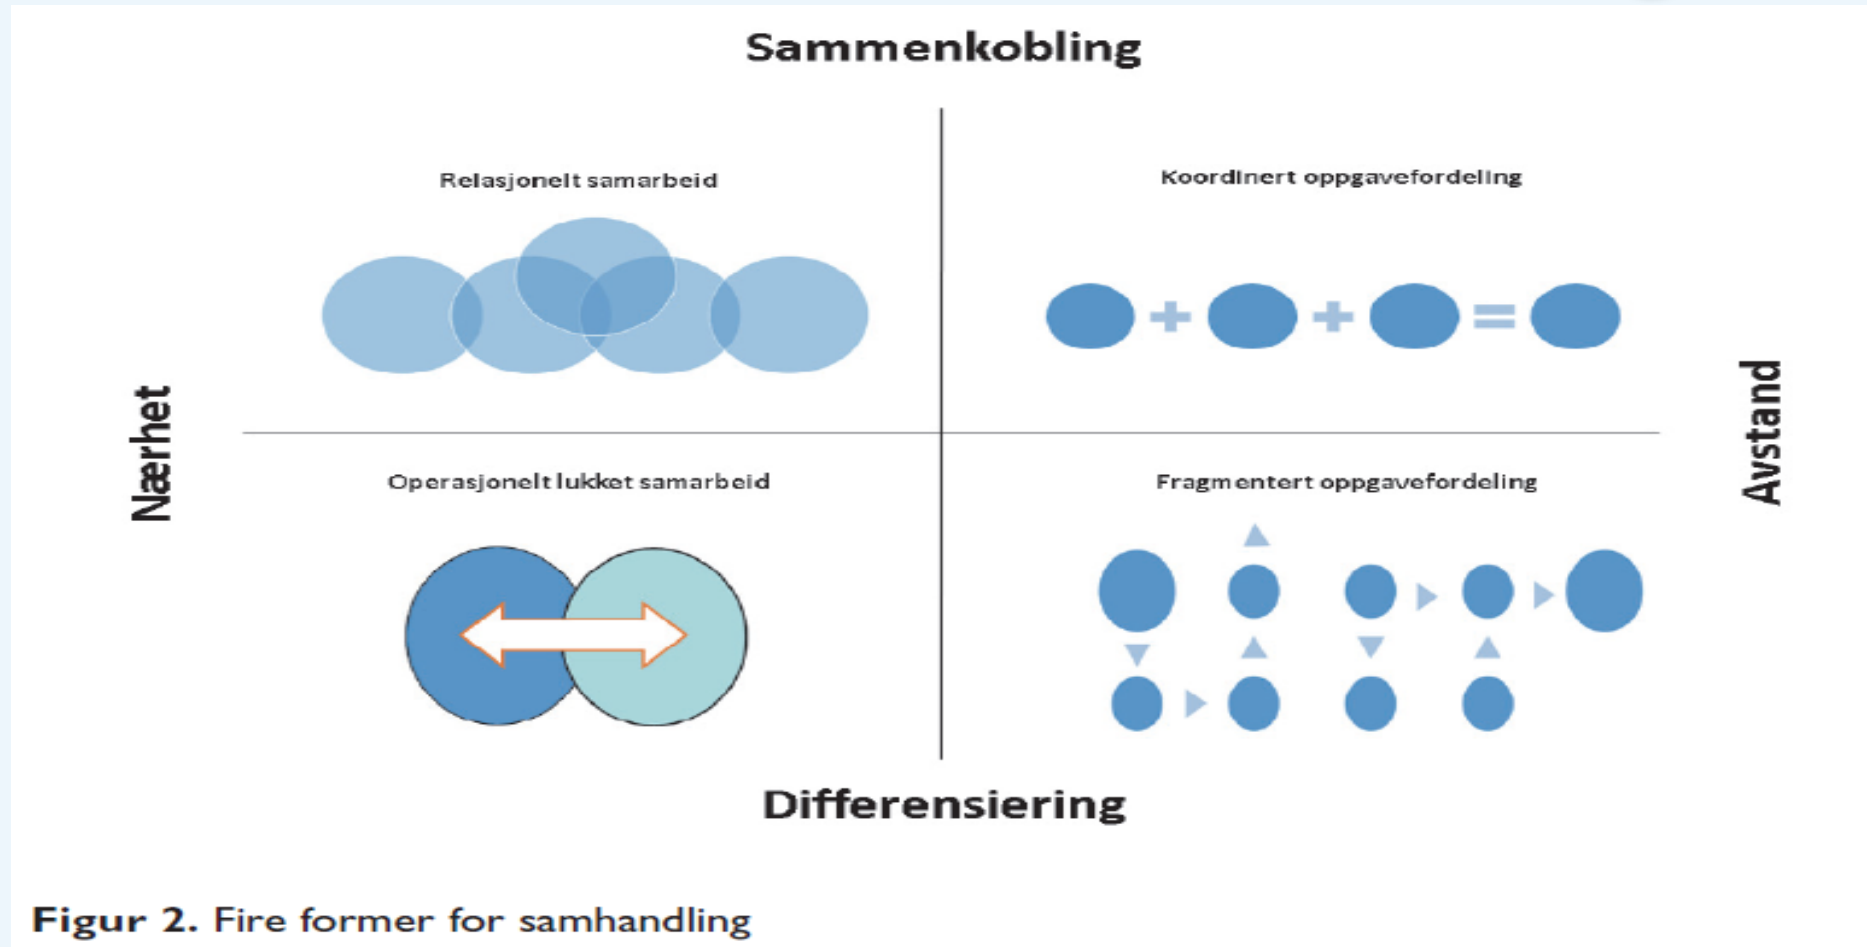 Sammenkobling
Relasjonelt samarbeid
Koordinert oppgavefordeling
Nærhet
Avstand
Operasjonelt lukket samarbeid
Fragmentert oppgavefordeling
Differensiering
Figur 2. Fire former for samhandling